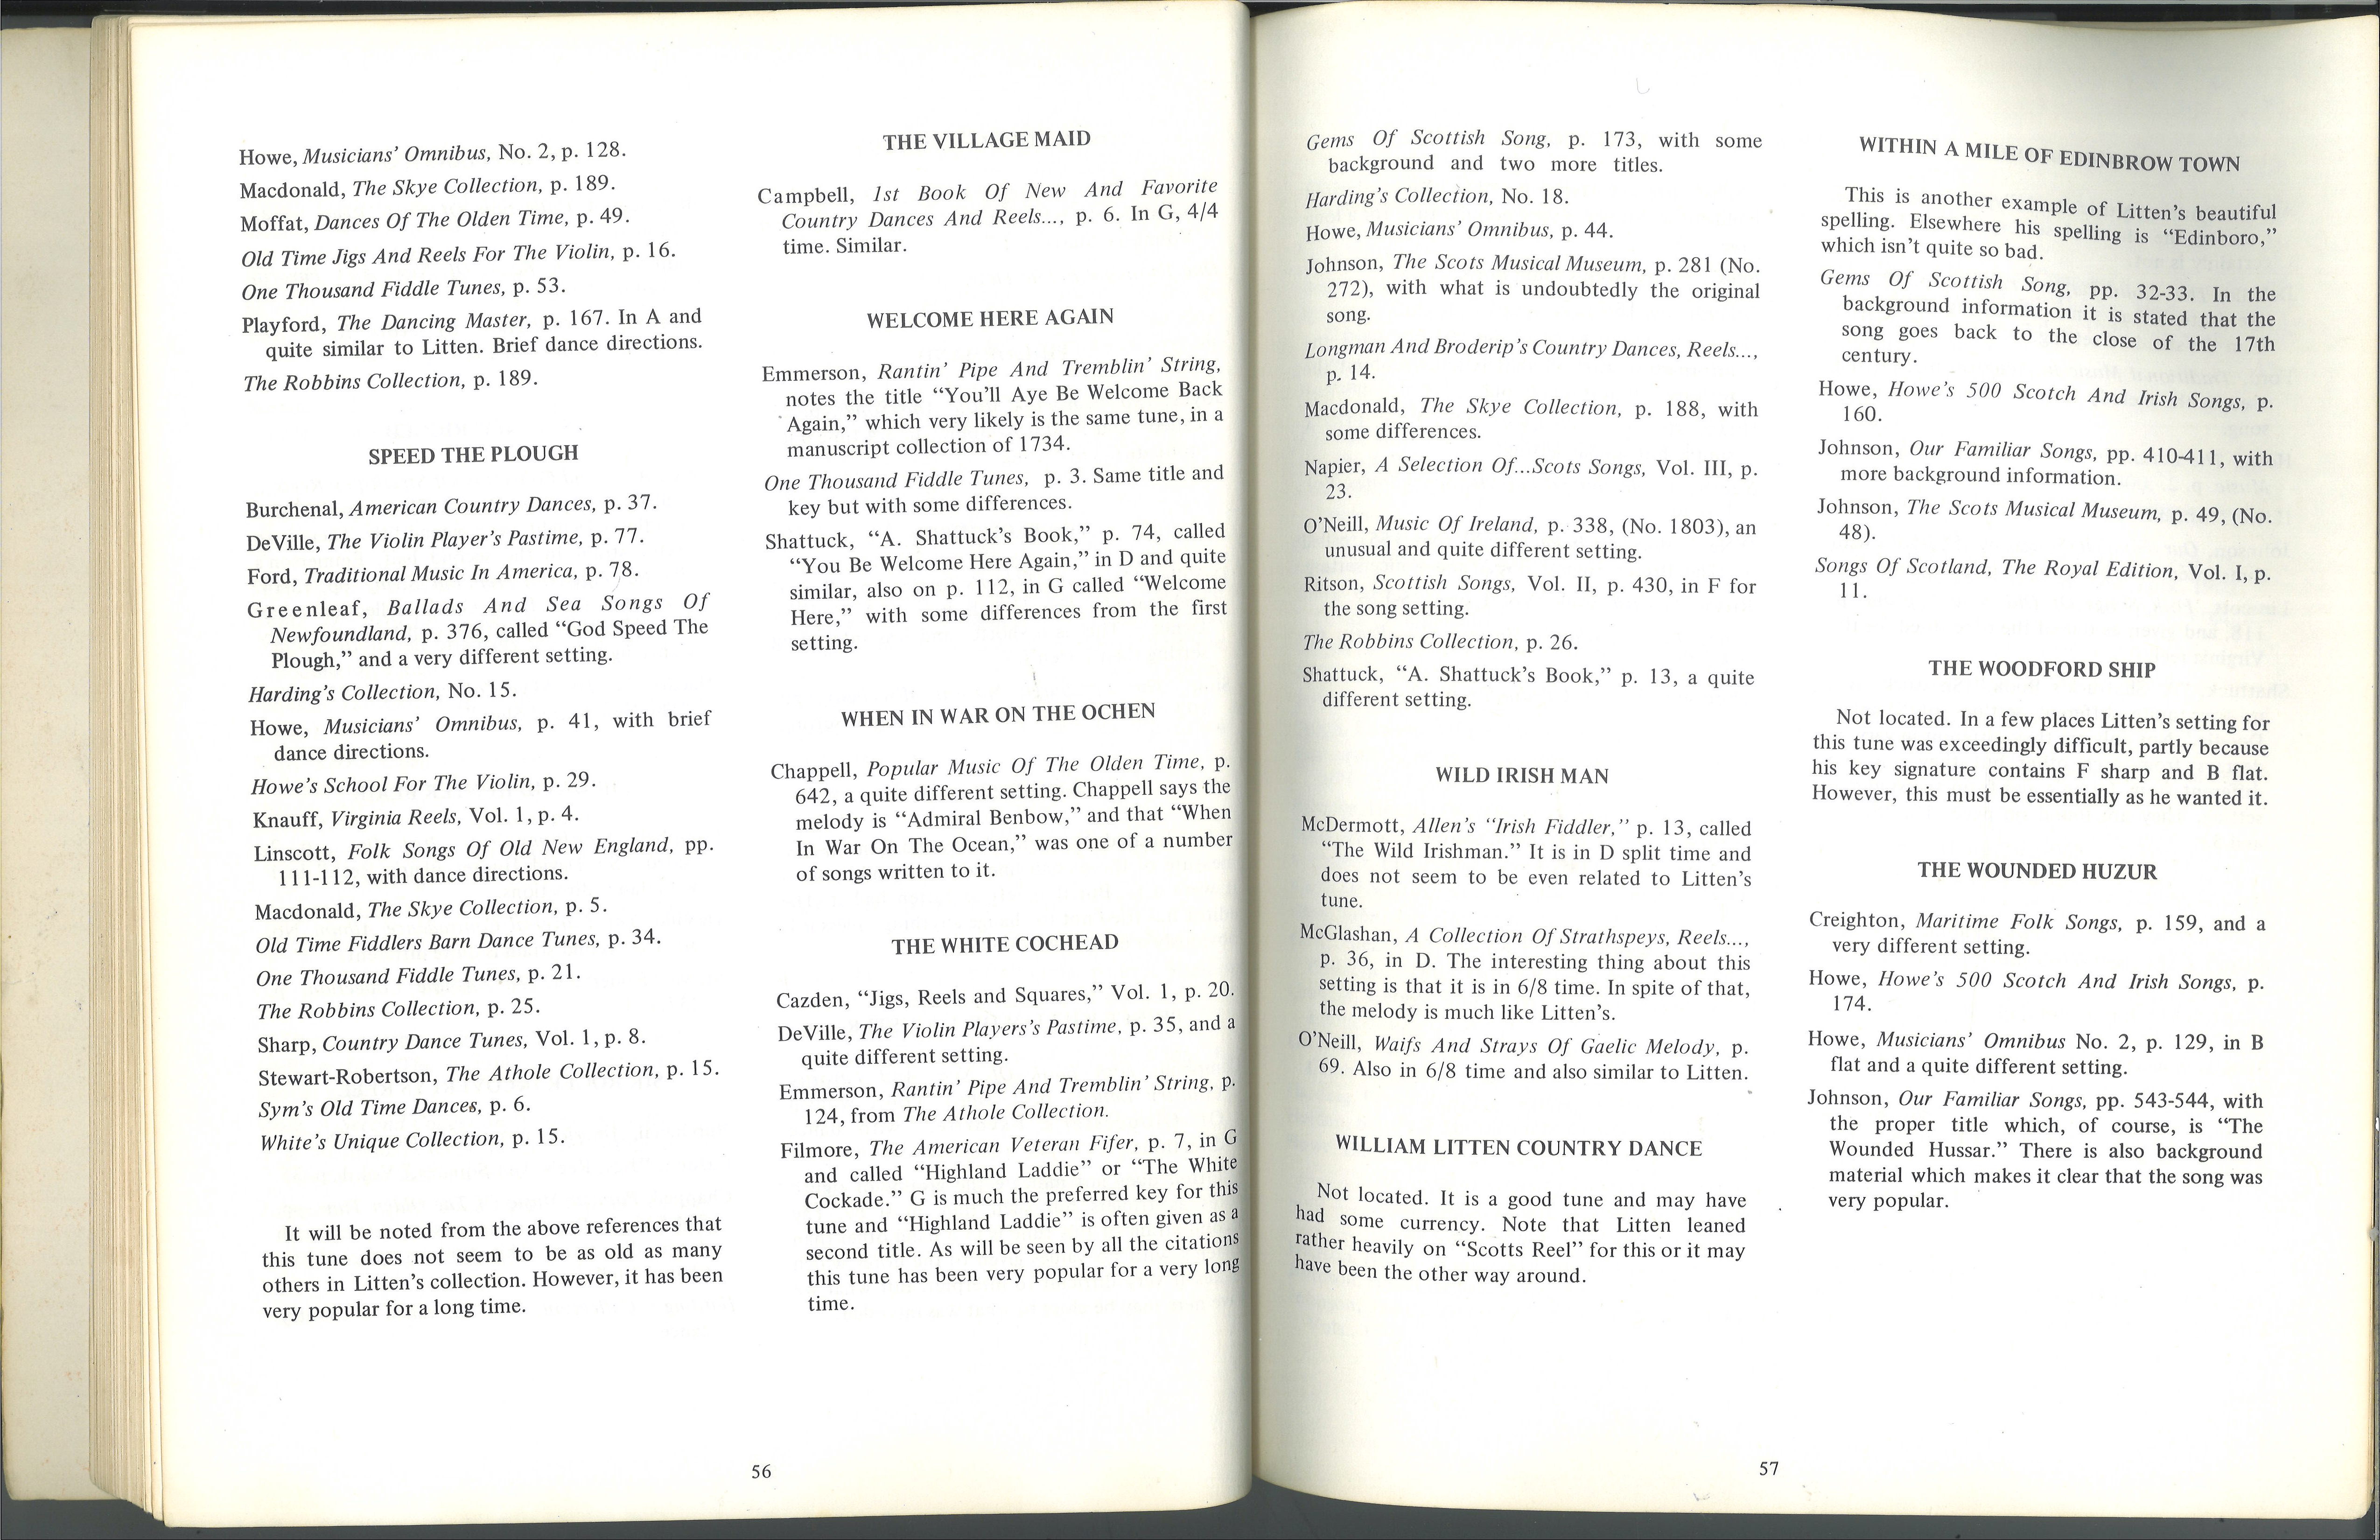 Howe, Musicians' Omnibus, No. 2, p. 128.
Macdonald, The Skye Collection, p. 189.
Moffat, Dances Of The Olden Time, p. 49.
Old Time Jigs And Reels For The Violin, p. 16.
One Thousand Fiddle Tunes, p. 53.
Playford, The Dancing Master, p. 167. In A and
quite similar to Litten. Brief dance directions.
The Robbins Collection, p. 189.
SPEED THE PLOUGH
Burchenal, American Country Dances, p. 37.
DeVille, The Violin Player's Pastime, p. 77.
Ford, Traditional Music In America, p. 78.
Greenleaf, Ballads And Sea Songs Of
Newfoundland, p. 376, called “God Speed The
Plough,” and a very different setting.
Harding's Collection, No. 15.
Howe, Musicians' Omnibus, p. 41, with brief
dance directions.
Howe's School For The Violin, p. 29.
Knauff, Virginia Reels, Vol. 1, p. 4.
Linscott, Folk Songs Of Old New England, pp.
111-112, with dance directions.
Macdonald, The Skye Collection, p. 5.
Old Time Fiddlers Barn Dance Tunes, p. 34.
One Thousand Fiddle Tunes, p. 21.
The Robbins Collection, p. 25.
Sharp, Country Dance Tunes, Vol. 1, p. 8.
Stewart-Robertson, The Athole Collection, p. 15.
Sym's Old Time Dances, p. 6.
White's Unique Collection, p. 15.
It will be noted from the above references that
this tune does not seem to be as old as many
others in Litten's collection. However, it has been
very popular for a long time.
THE VILLAGE MAID
Campbell, 1st Book Of New And Favorite
Country Dances And Reels..., p. 6. In G, 4/4
time. Similar.
WELCOME HERE AGAIN
Emmerson, Rantin' Pipe And Tremblin' String,
notes the title “You'll Aye Be Welcome Back
Again,” which very likely is the same tune, in a
manuscript collection of 1734.
One Thousand Fiddle Tunes, p. 3. Same title and
key but with some differences.
Shattuck, “A. Shattuck's Book,” p. 74, called
“You Be Welcome Here Again,” in D and quite
similar, also on p. 112, in G called “Welcome
Here,” with some differences from the first
setting.
WHEN IN WAR ON THE OCHEN
Chappell, Popular Music Of The Olden Time, p.
642, a quite different setting. Chappell says the
melody is “Admiral Benbow,” and that “When
In War On The Ocean,” was one of a number
of songs written to it.
THE WHITE COCHEAD
Cazden, “Jigs, Reels and Squares,” Vol. 1, p. 20.
DeVille, The Violin Players's Pastime, p. 35, and a
quite different setting.
Emmerson, Rantin' Pipe And Tremblin' String, p.
124, from The Athole Collection.
Filmore, The American Veteran Fifer, p. 7, in G
and called “Highland Laddie” or “The White
Cockade.” G is much the preferred key for this
tune and “Highland Laddie” is often given as a
second title. As will be seen by all the citations
this tune has been very popular for a very long
time.
56
Gems Of Scottish Song, p. 173, with some
background and two more titles.
Harding's Collection, No. 18.
Howe, Musicians' Omnibus, p. 44.
Johnson, The Scots Musical Museum, p. 281 (No.
272), with what is undoubtedly the original
song.
Longman And Broderip's Country Dances, Reels...,
p. 14.
Macdonald, The Skye Collection, p. 188, with
some differences.
Napier, A Selection Of...Scots Songs, Vol. III, p.
23.
O'Neill, Music Of Ireland, p. 338, (No. 1803), an
unusual and quite different setting.
Ritson, Scottish Songs, Vol. II, p. 430, in F for
the song setting.
The Robbins Collection, p. 26.
Shattuck, “A. Shattuck's Book,” p. 13, a quite
different setting.
WILD IRISH MAN
McDermott, Allen's “Irish Fiddler,” p. 13, called
“The Wild Irishman.” It is in D split time and
does not seem to be even related to Litten's
tune.
McGlashan, A Collection Of Strathspeys, Reels...,
p. 36, in D. The interesting thing about this
setting is that it is in 6/8 time. In spite of that,
the melody is much like Litten's.
O'Neill, Waifs And Strays Of Gaelic Melody, p.
69. Also in 6/8 time and also similar to Litten.
WILLIAM LITTEN COUNTRY DANCE
Not located. It is a good tune and may have
had some currency. Note that Litten leaned
rather heavily on “Scotts Reel” for this or it may
have been the other way around.
WITHIN A MILE OF EDINBROW TOWN
This is another example of Litten's beautiful
spelling. Elsewhere his spelling is “Edinboro,”
which isn't quite so bad.
Gems Of Scottish Song, pp. 32-33. In the
background information it is stated that the
song goes back to the close of the 17th
century.
Howe, Howe's 500 Scotch And Irish Songs, p.
160.
Johnson, Our Familiar Songs, pp. 410-411, with
more background information.
Johnson, The Scots Musical Museum, p. 49, (No.
48).
Songs Of Scotland, The Royal Edition, Vol. I, p.
11.
THE WOODFORD SHIP
Not located. In a few places Litten's setting for
this tune was exceedingly difficult, partly because
his key signature contains F sharp and B flat.
However, this must be essentially as he wanted it.
THE WOUNDED HUZUR
Creighton, Maritime Folk Songs, p. 159, and a
very different setting.
Howe, Howe's 500 Scotch And Irish Songs, p.
174.
Howe, Musicians' Omnibus No. 2, p. 129, in B
flat and a quite different setting.
Johnson, Our Familiar Songs, pp. 543-544, with
the proper title which, of course, is “The
Wounded Hussar.” There is also background
material which makes it clear that the song was
very popular.
57